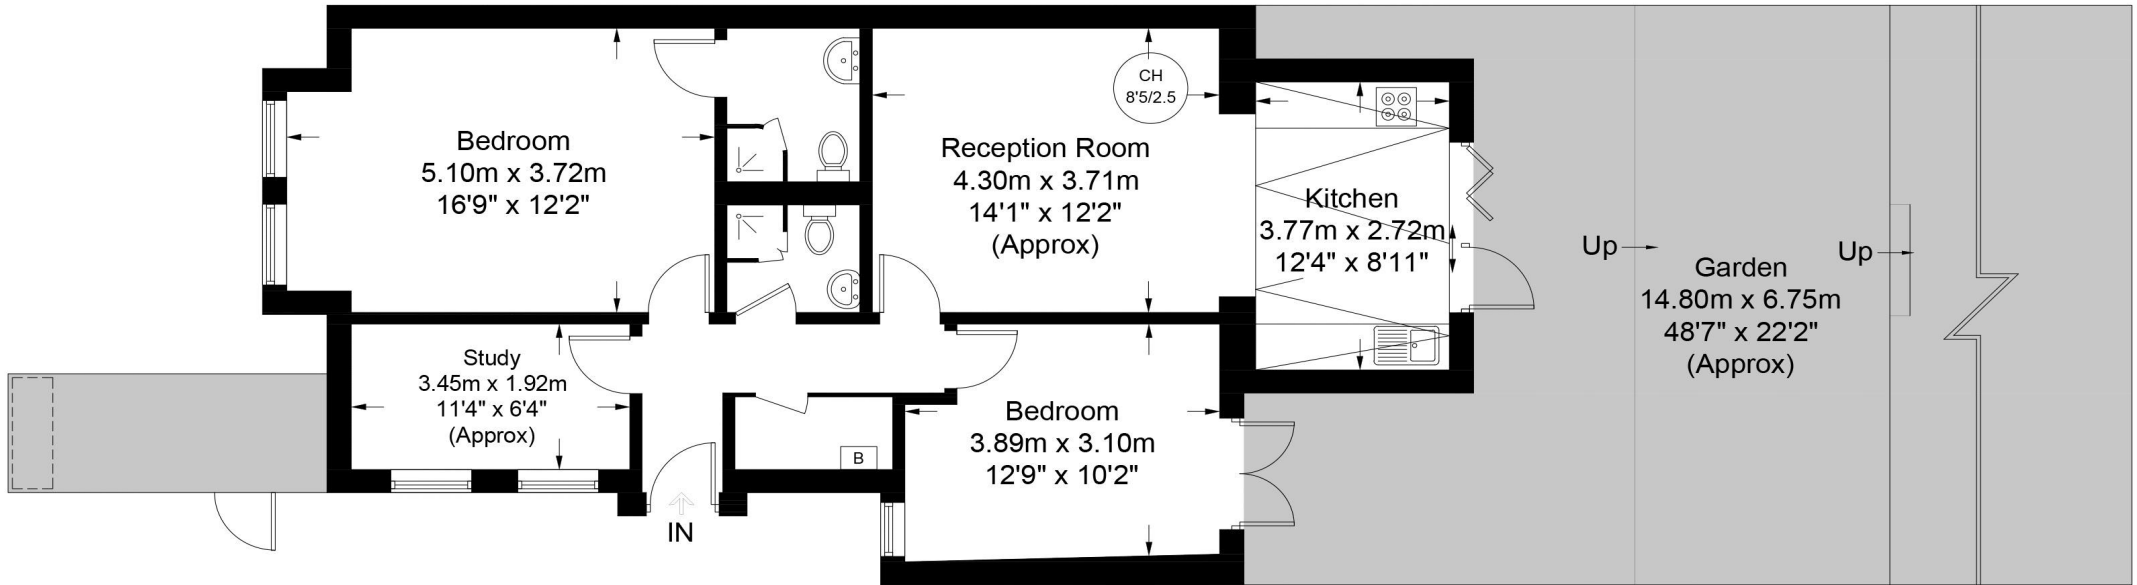 Bedroom
5.10m x 3.72m
16'9" x 12'2"
CH
8'5/2.5
Reception Room
4.30m x 3.71m
14'1" x 12'2"
(Approx)
Kitchen
3.77m x 2.72m
12'4" x 8'11"
Up
Up
Garden
14.80m x 6.75m
48'7" x 22'2"
(Approx)
Study
3.45m x 1.92m
11'4" x 6'4"
(Approx)
B
Bedroom
3.89m x 3.10m
12'9" x 10'2"
IN